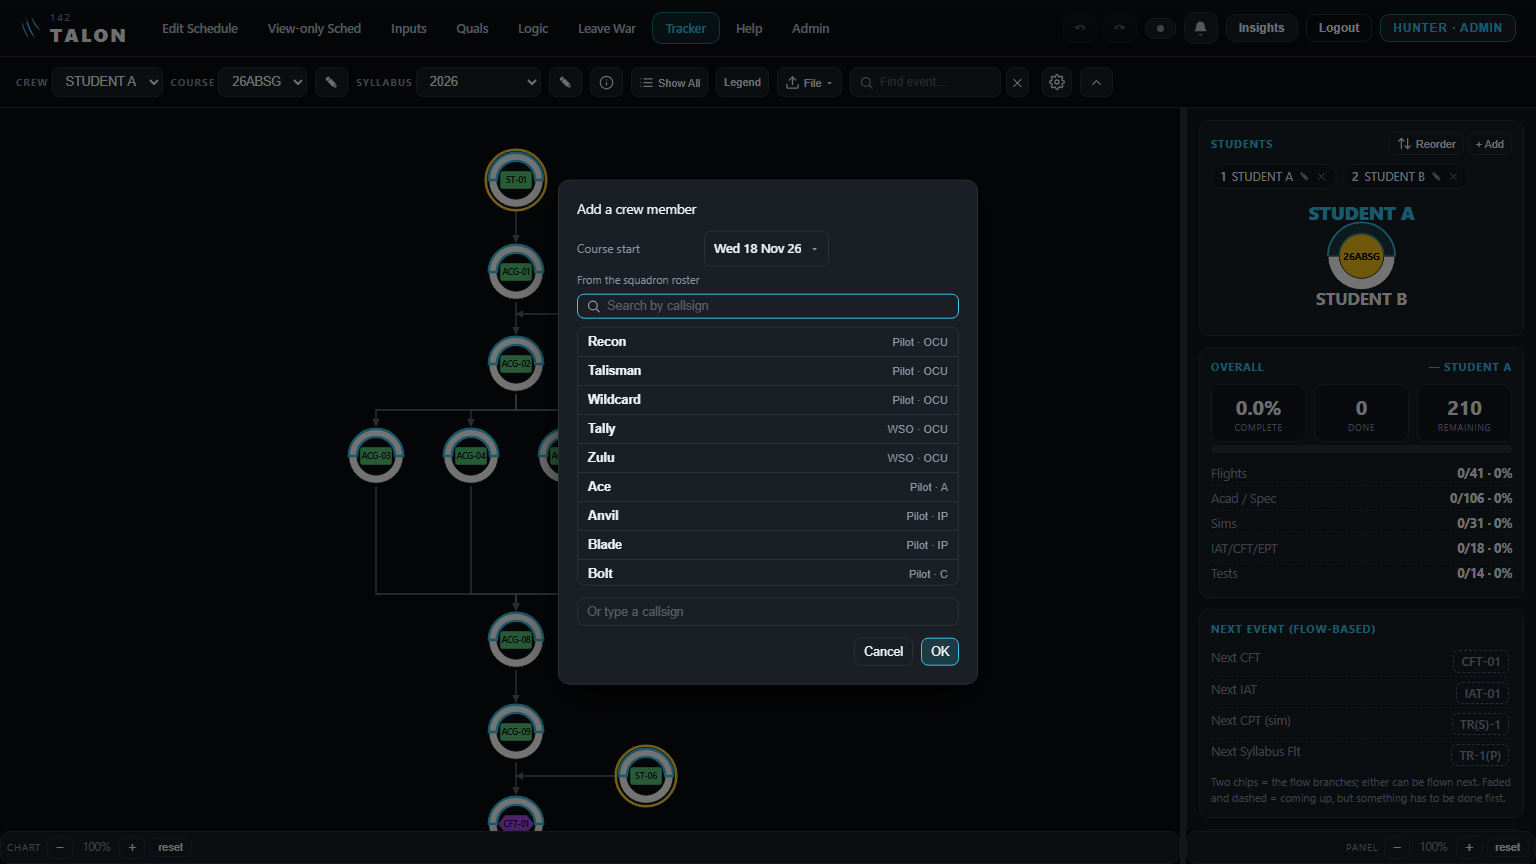 142
TALON
Edit Schedule
View-only Sched
Inputs
Quals
Logic
Leave War
Tracker
Help
Admin
Insights
Logout
HUNTER · ADMIN
CREW
STUDENT A
COURSE
26ABSG
SYLLABUS
2026
Show All
Legend
File
Find event...
ST-01
ACG-01
ACG-02
ACG-03
ACG-04
ACG-08
ACG-09
ST-06
CFT-01
Add a crew member
Course start
Wed 18 Nov 26
From the squadron roster
Search by callsign
Recon Pilot · OCU
Talisman Pilot · OCU
Wildcard Pilot · OCU
Tally WSO · OCU
Zulu WSO · OCU
Ace Pilot · A
Anvil Pilot · IP
Blade Pilot · IP
Bolt Pilot · C
Or type a callsign
Cancel
OK
STUDENTS
Reorder
+ Add
1 STUDENT A
2 STUDENT B
STUDENT A
26ABSG
STUDENT B
OVERALL
— STUDENT A
0.0%
COMPLETE
0
DONE
210
REMAINING
Flights 0/41 · 0%
Acad / Spec 0/106 · 0%
Sims 0/31 · 0%
IAT/CFT/EPT 0/18 · 0%
Tests 0/14 · 0%
NEXT EVENT (FLOW-BASED)
Next CFT CFT-01
Next IAT IAT-01
Next CPT (sim) TR(S)-1
Next Syllabus Flt TR-1(P)
Two chips = the flow branches; either can be flown next. Faded
and dashed = coming up, but something has to be done first.
CHART − 100% + reset
PANEL − 100% + reset